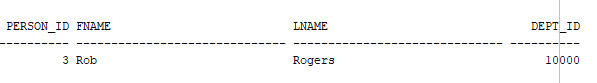 PERSON_ID FNAME LNAME DEPT_ID
---------- ------------------------------ ------------------------------ ----------
3 Rob Rogers 10000